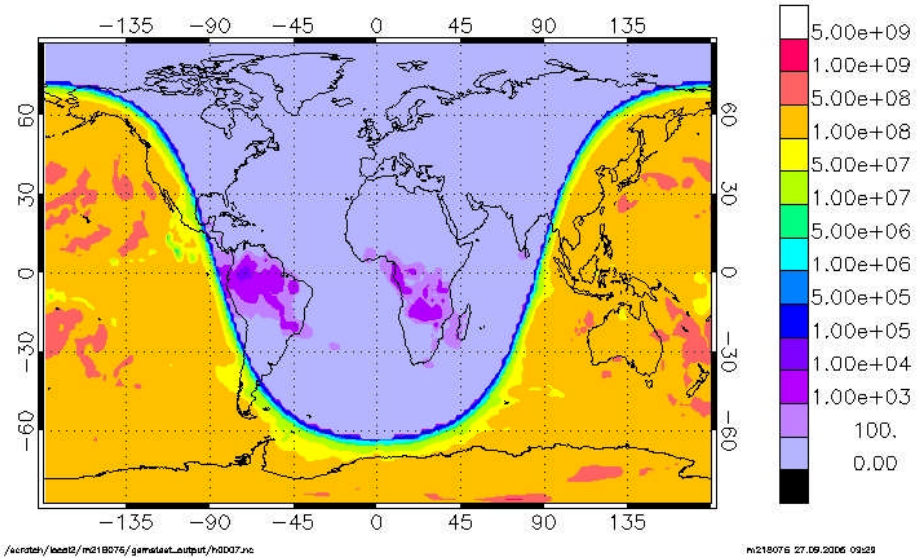 −135 −90 −45 0 45 90 135
60
30
0
−30
−60
60
30
0
−30
−60
−135 −90 −45 0 45 90 135
5.00e+09
1.00e+09
5.00e+08
1.00e+08
5.00e+07
1.00e+07
5.00e+06
1.00e+06
5.00e+05
1.00e+05
1.00e+04
1.00e+03
100.
0.00
/scratch/local2/m218076/gemstest_output/h0007.nc
m218076 27.09.2006 09:29